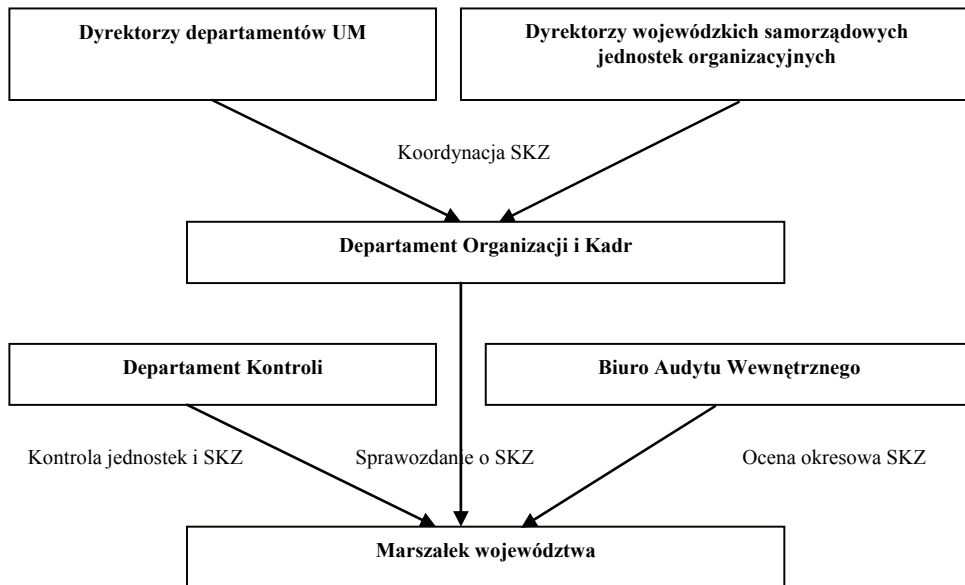 Dyrektorzy departamentów UM
Dyrektorzy wojewódzkich samorządowych
jednostek organizacyjnych
Koordynacja SKZ
Departament Organizacji i Kadr
Departament Kontroli
Biuro Audytu Wewnętrznego
Kontrola jednostek i SKZ
Sprawozdanie o SKZ
Ocena okresowa SKZ
Marszałek województwa